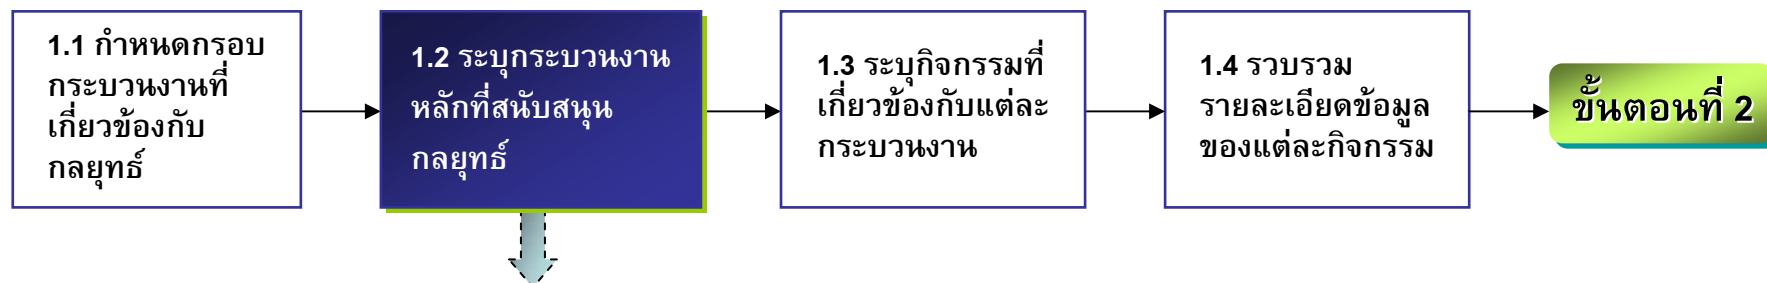 1.1 กำหนดกรอบ
กระบวนงานที่
เกี่ยวข้องกับ
กลยุทธ์
1.2 ระบุกระบวนงาน
หลักที่สนับสนุน
กลยุทธ์
1.3 ระบุกิจกรรมที่
เกี่ยวข้องกับแต่ละ
กระบวนงาน
1.4 รวบรวม
รายละเอียดข้อมูล
ของแต่ละกิจกรรม
ขั้นตอนที่ 2